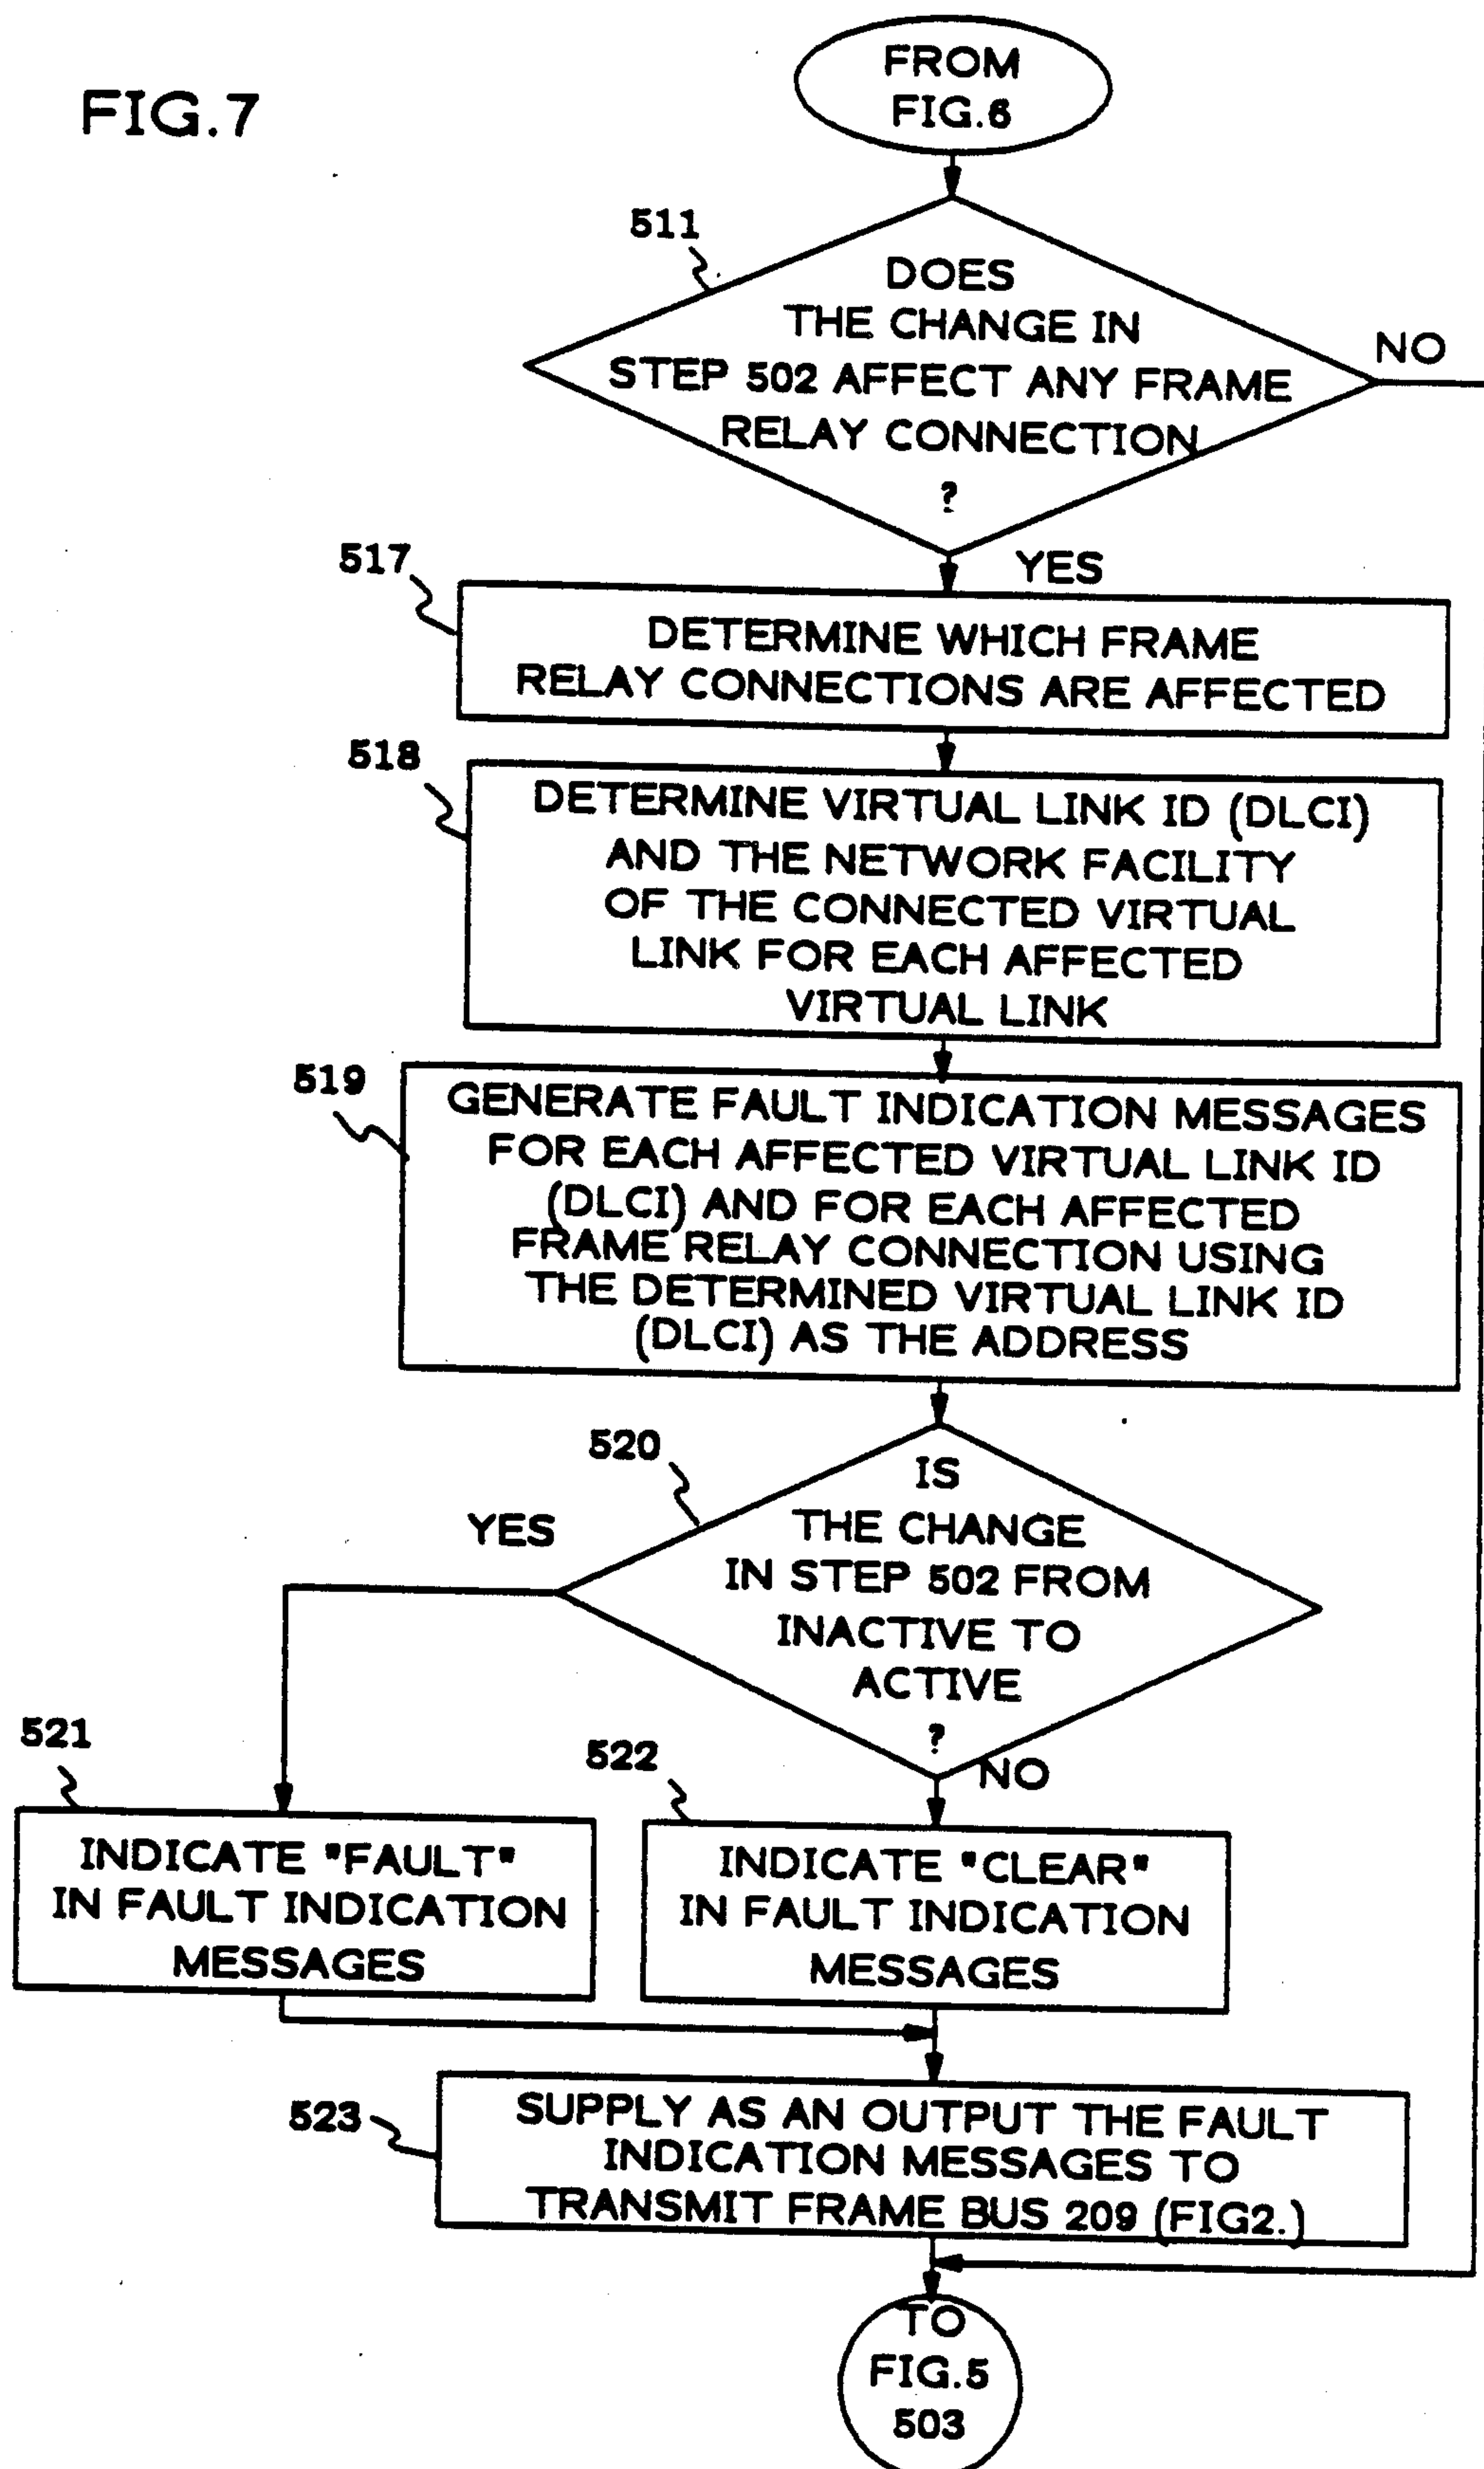 FIG.7
FROM
FIG.6
511
DOES
THE CHANGE IN
STEP 502 AFFECT ANY FRAME
RELAY CONNECTION
?
NO
YES
517
DETERMINE WHICH FRAME
RELAY CONNECTIONS ARE AFFECTED
518
DETERMINE VIRTUAL LINK ID (DLCI)
AND THE NETWORK FACILITY
OF THE CONNECTED VIRTUAL
LINK FOR EACH AFFECTED
VIRTUAL LINK
519
GENERATE FAULT INDICATION MESSAGES
FOR EACH AFFECTED VIRTUAL LINK ID
(DLCI) AND FOR EACH AFFECTED
FRAME RELAY CONNECTION USING
THE DETERMINED VIRTUAL LINK ID
(DLCI) AS THE ADDRESS
520
IS
THE CHANGE
IN STEP 502 FROM
INACTIVE TO
ACTIVE
?
YES
NO
521
INDICATE "FAULT"
IN FAULT INDICATION
MESSAGES
522
INDICATE "CLEAR"
IN FAULT INDICATION
MESSAGES
523
SUPPLY AS AN OUTPUT THE FAULT
INDICATION MESSAGES TO
TRANSMIT FRAME BUS 209 (FIG2.)
TO
FIG.5
503